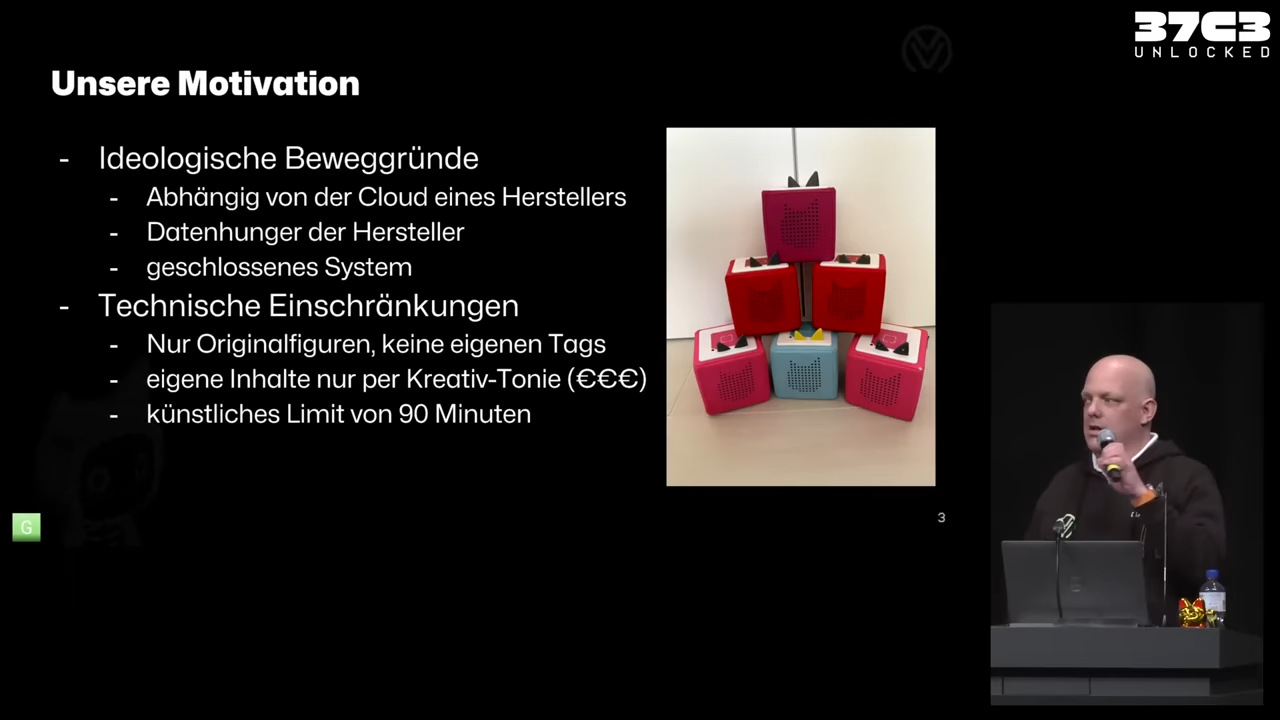 37C3
UNLOCKED
Unsere Motivation
- Ideologische Beweggründe
- Abhängig von der Cloud eines Herstellers
- Datenhunger der Hersteller
- geschlossenes System
- Technische Einschränkungen
- Nur Originalfiguren, keine eigenen Tags
- eigene Inhalte nur per Kreativ-Tonie (€€€)
- künstliches Limit von 90 Minuten
G
3